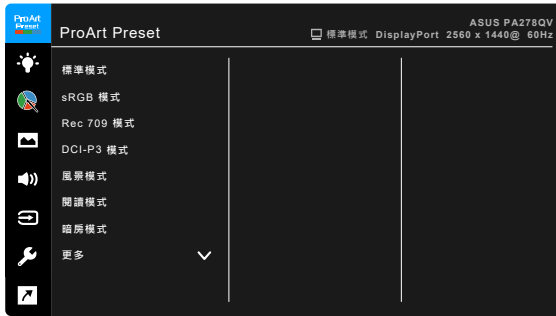 ProArt
Preset
ProArt Preset
ASUS PA278QV
標準模式 DisplayPort 2560 x 1440@ 60Hz
標準模式
sRGB 模式
Rec 709 模式
DCI-P3 模式
風景模式
閱讀模式
暗房模式
更多